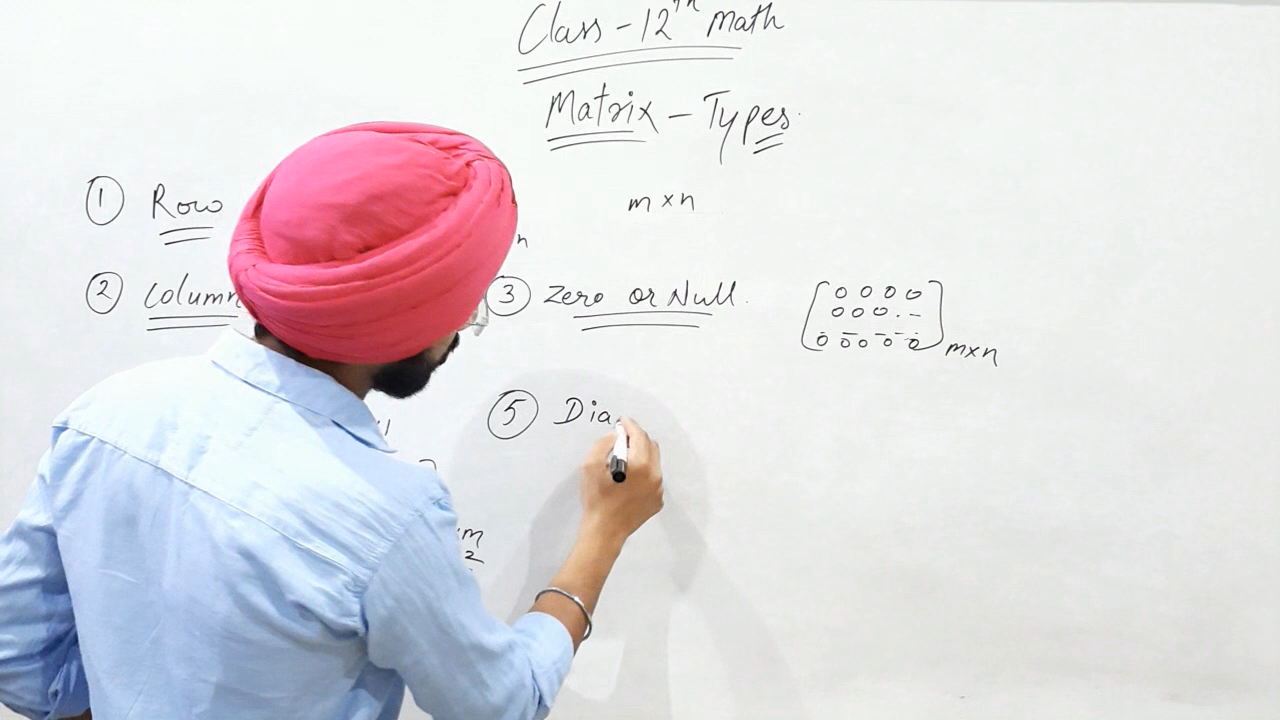 Class - 12th Math
Matrix - Types
① Row
m × n
n
② Column
③ Zero or Null.
0 0 0 0
0 0 0 . -
0 0 0 0 0
m×n
⑤ Dia
m
2